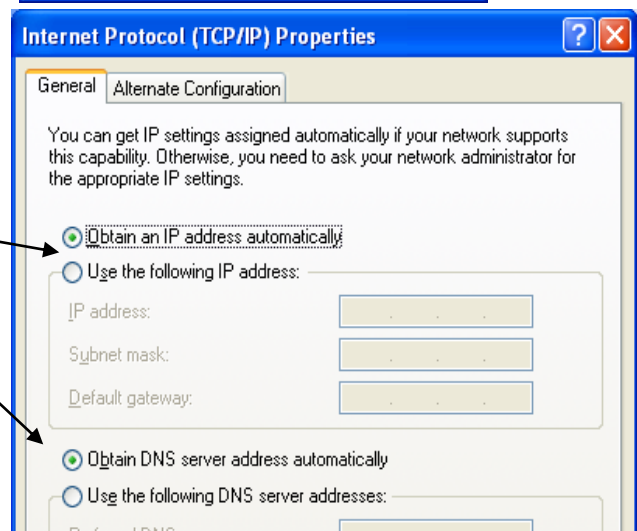 Internet Protocol (TCP/IP) Properties
General Alternate Configuration
You can get IP settings assigned automatically if your network supports
this capability. Otherwise, you need to ask your network administrator for
the appropriate IP settings.
Obtain an IP address automatically
Use the following IP address:
IP address:
Subnet mask:
Default gateway:
Obtain DNS server address automatically
Use the following DNS server addresses: